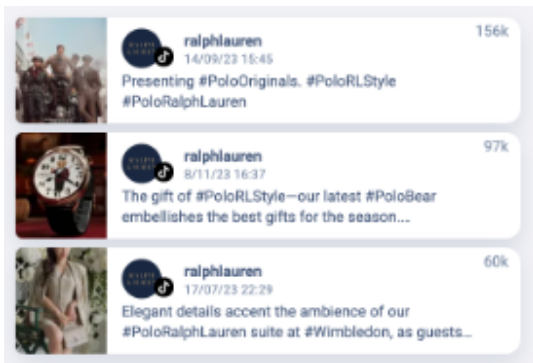 156k
ralphlauren
14/09/23 15:45
Presenting #PoloOriginals. #PoloRLStyle
#PoloRalphLauren
97k
ralphlauren
8/11/23 16:37
The gift of #PoloRLStyle—our latest #PoloBear
embellishes the best gifts for the season....
60k
ralphlauren
17/07/23 22:29
Elegant details accent the ambience of our
#PoloRalphLauren suite at #Wimbledon, as guests...